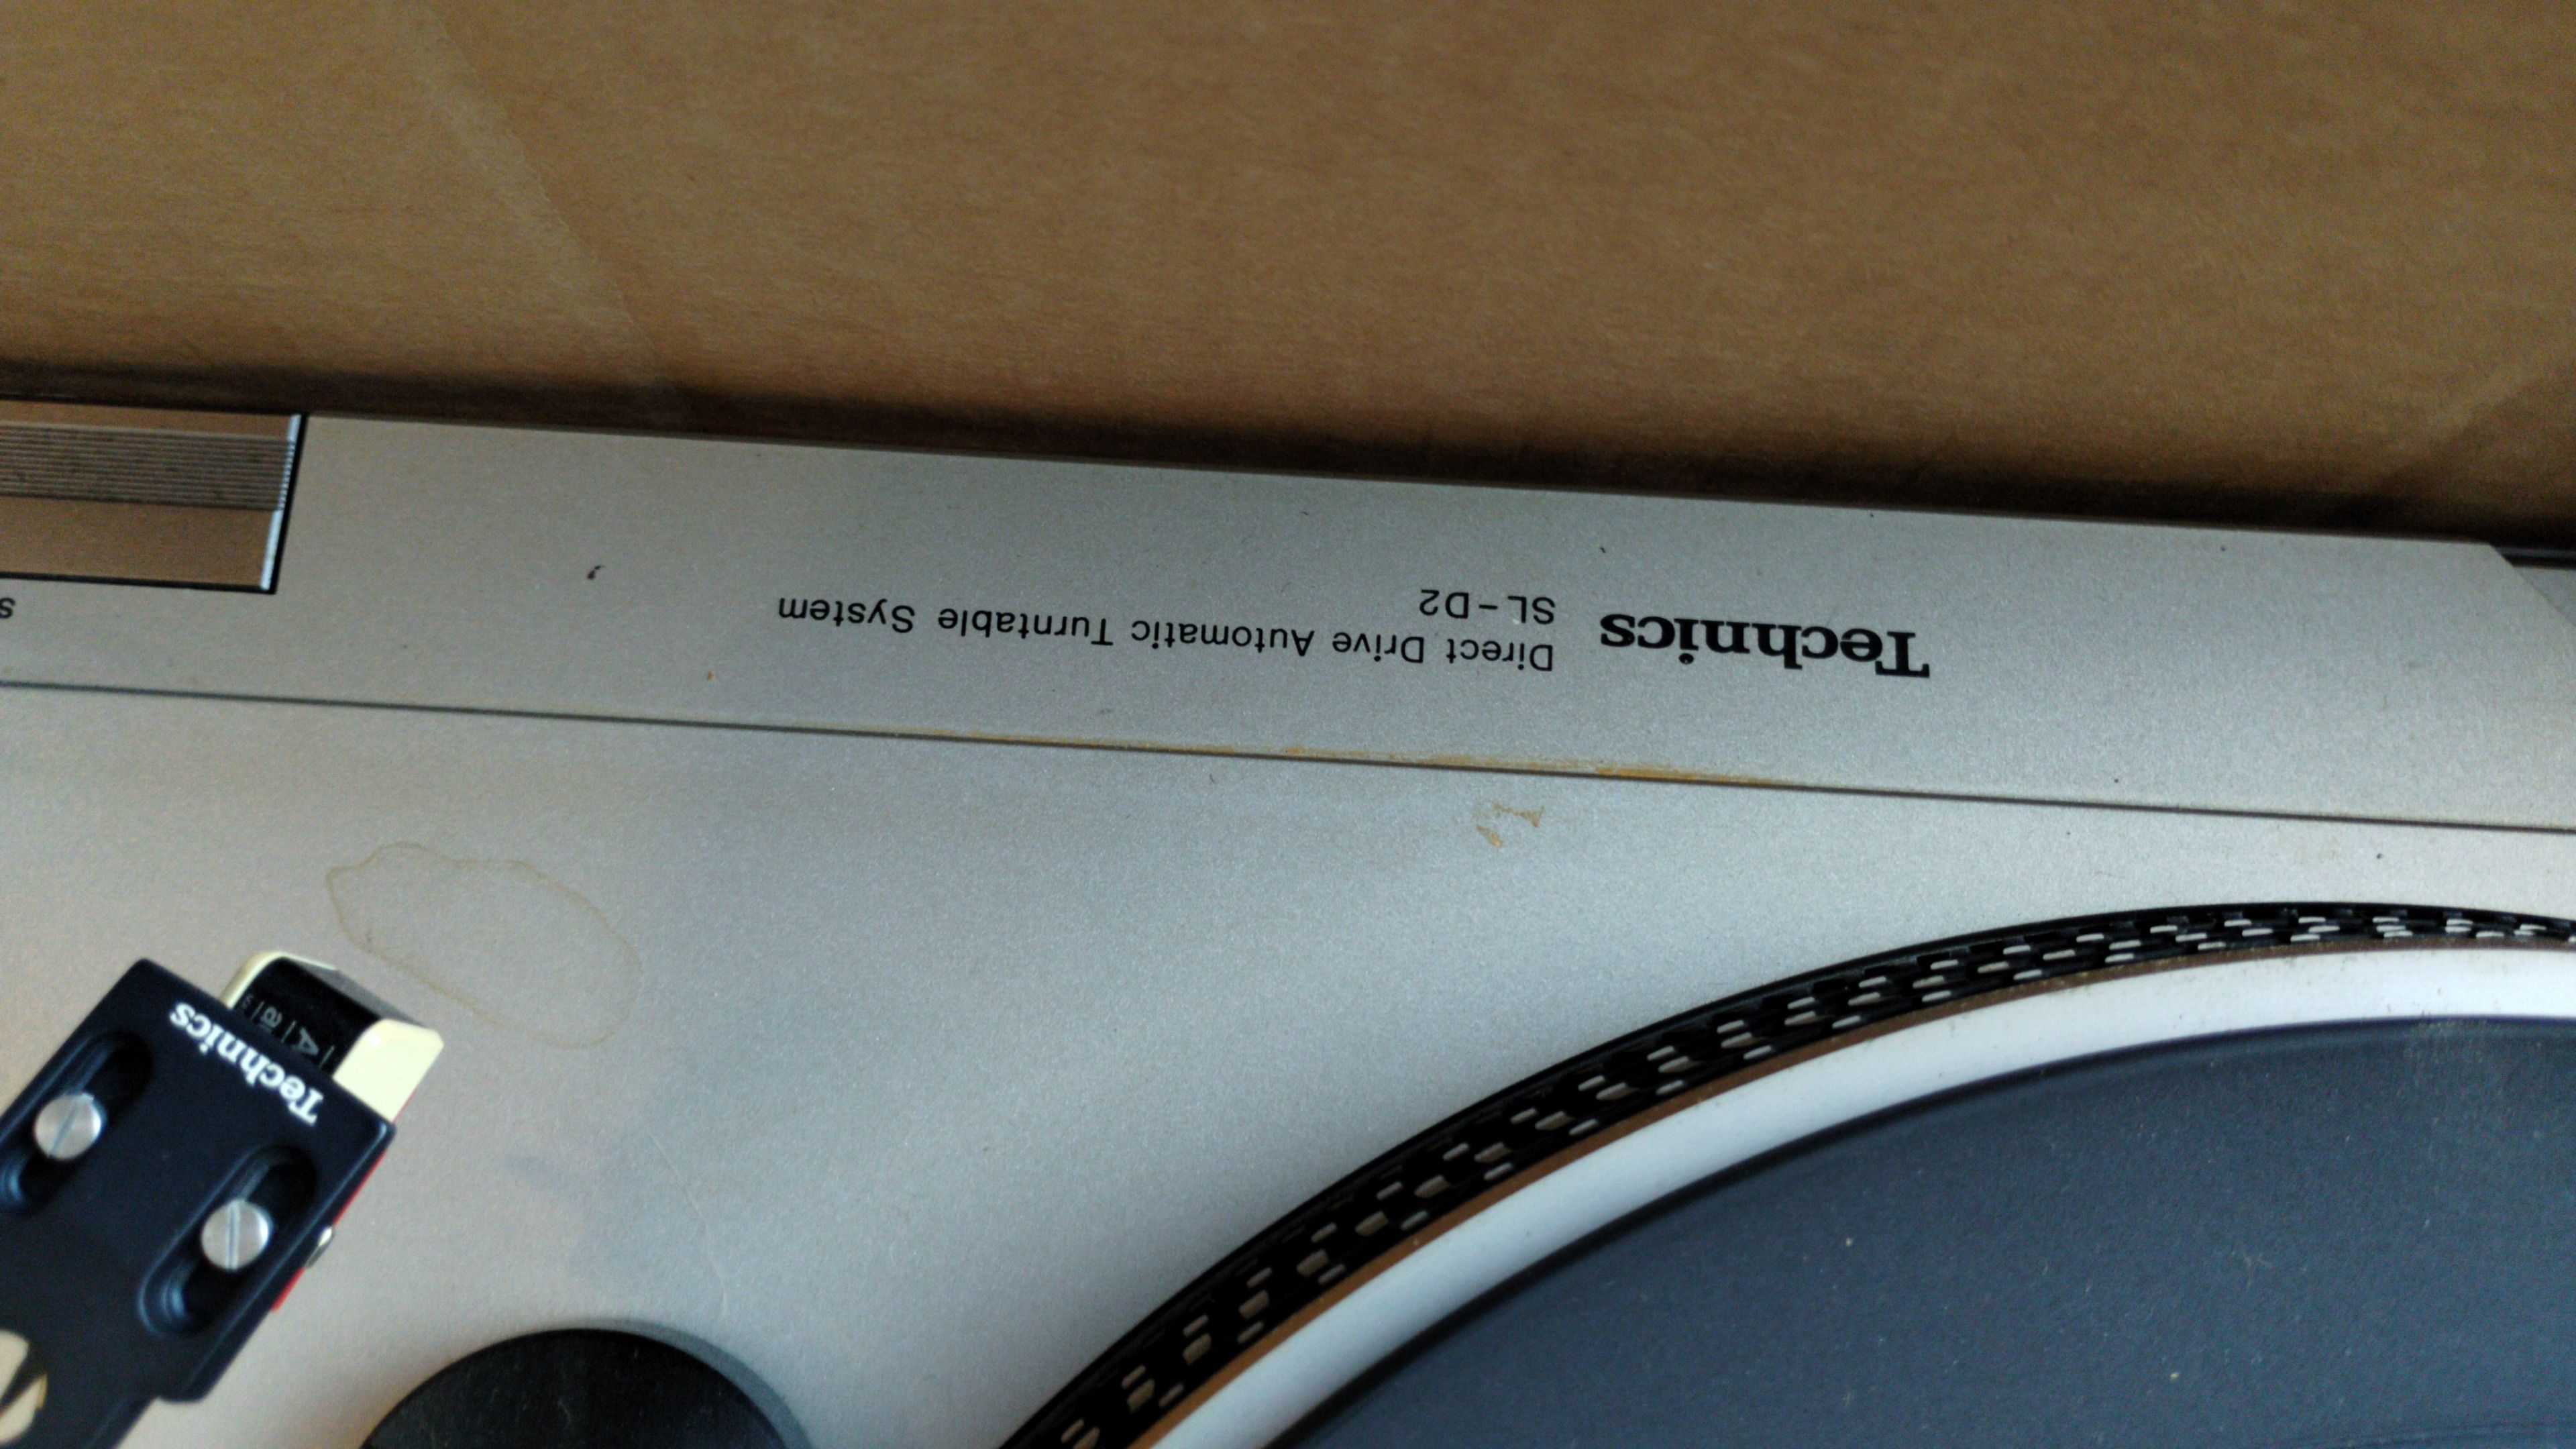 Technics
Direct Drive Automatic Turntable System
SL-D2
Technics